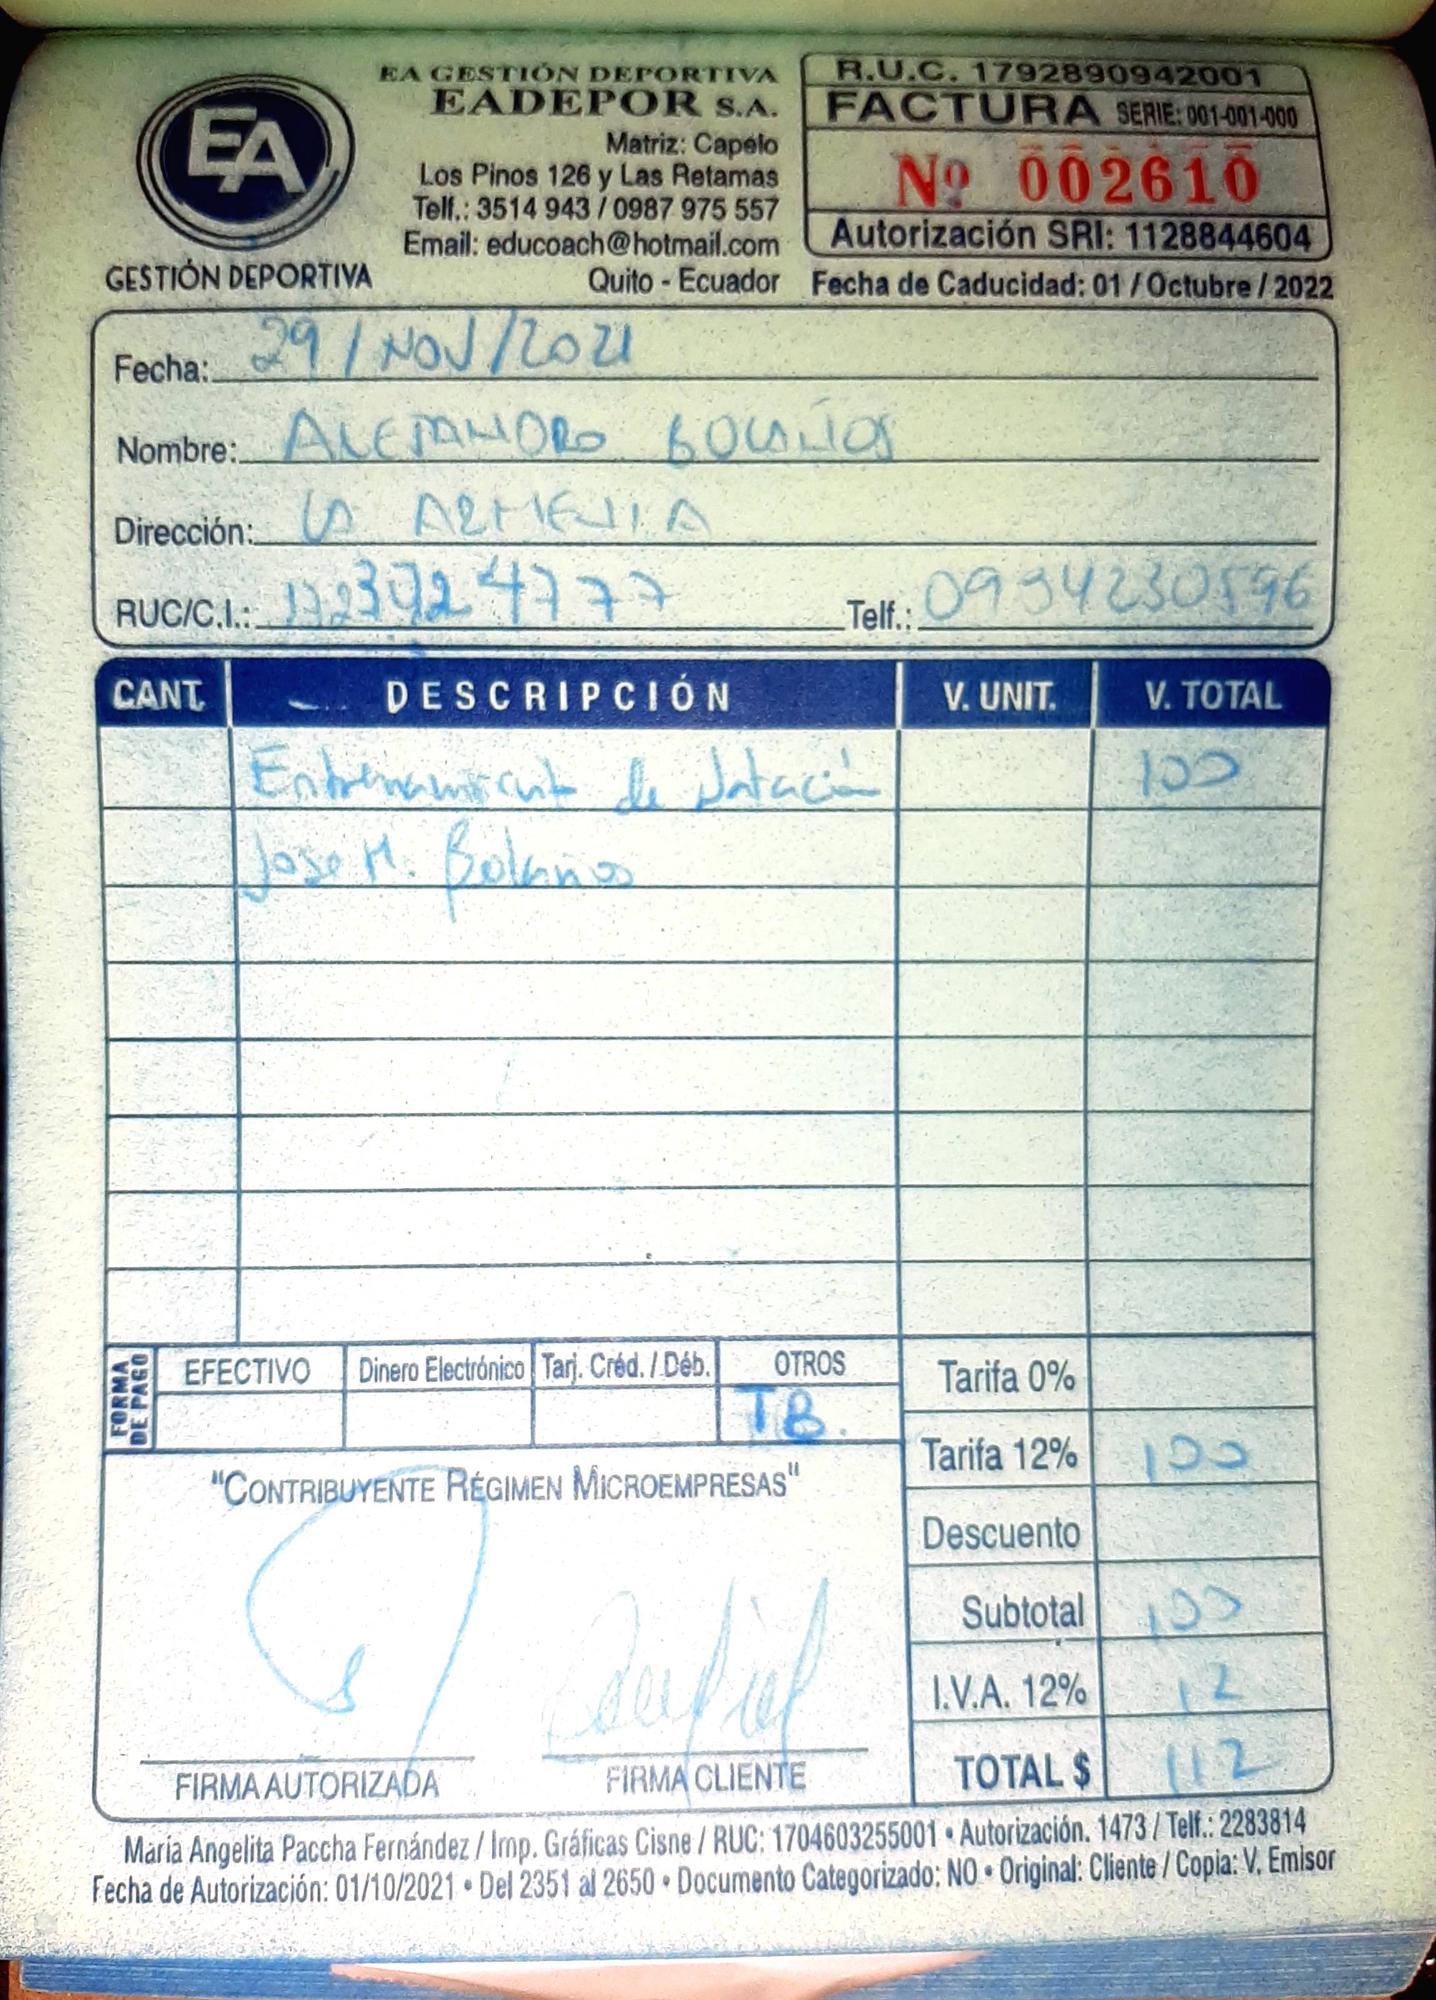 EA
GESTIÓN DEPORTIVA
EA GESTIÓN DEPORTIVA
EADEPOR S.A.
Matriz: Capelo
Los Pinos 126 y Las Retamas
Telf.: 3514 943 / 0987 975 557
Email: educoach@hotmail.com
Quito - Ecuador
R.U.C. 1792890942001
FACTURA SERIE: 001-001-000
Nº 002610
Autorización SRI: 1128844604
Fecha de Caducidad: 01 / Octubre / 2022
Fecha: 29/NOV/2021
Nombre: ALEJANDRO BOLAÑOS
Dirección: LA ARMENIA
RUC/C.I.: Telf.:
CANT. DESCRIPCIÓN V. UNIT. V. TOTAL
Entrenamiento de Natación 100
Jose M. Bolaños
FORMA DE PAGO
EFECTIVO Dinero Electrónico Tarj. Créd. / Déb. OTROS
TB.
Tarifa 0%
Tarifa 12% 100
Descuento
Subtotal 100
I.V.A. 12% 12
TOTAL $ 112
"CONTRIBUYENTE RÉGIMEN MICROEMPRESAS"
FIRMA AUTORIZADA FIRMA CLIENTE
María Angelita Paccha Fernández / Imp. Gráficas Cisne / RUC: 1704603255001 • Autorización. 1473 / Telf.: 2283814
Fecha de Autorización: 01/10/2021 • Del 2351 al 2650 • Documento Categorizado: NO • Original: Cliente / Copia: V. Emisor